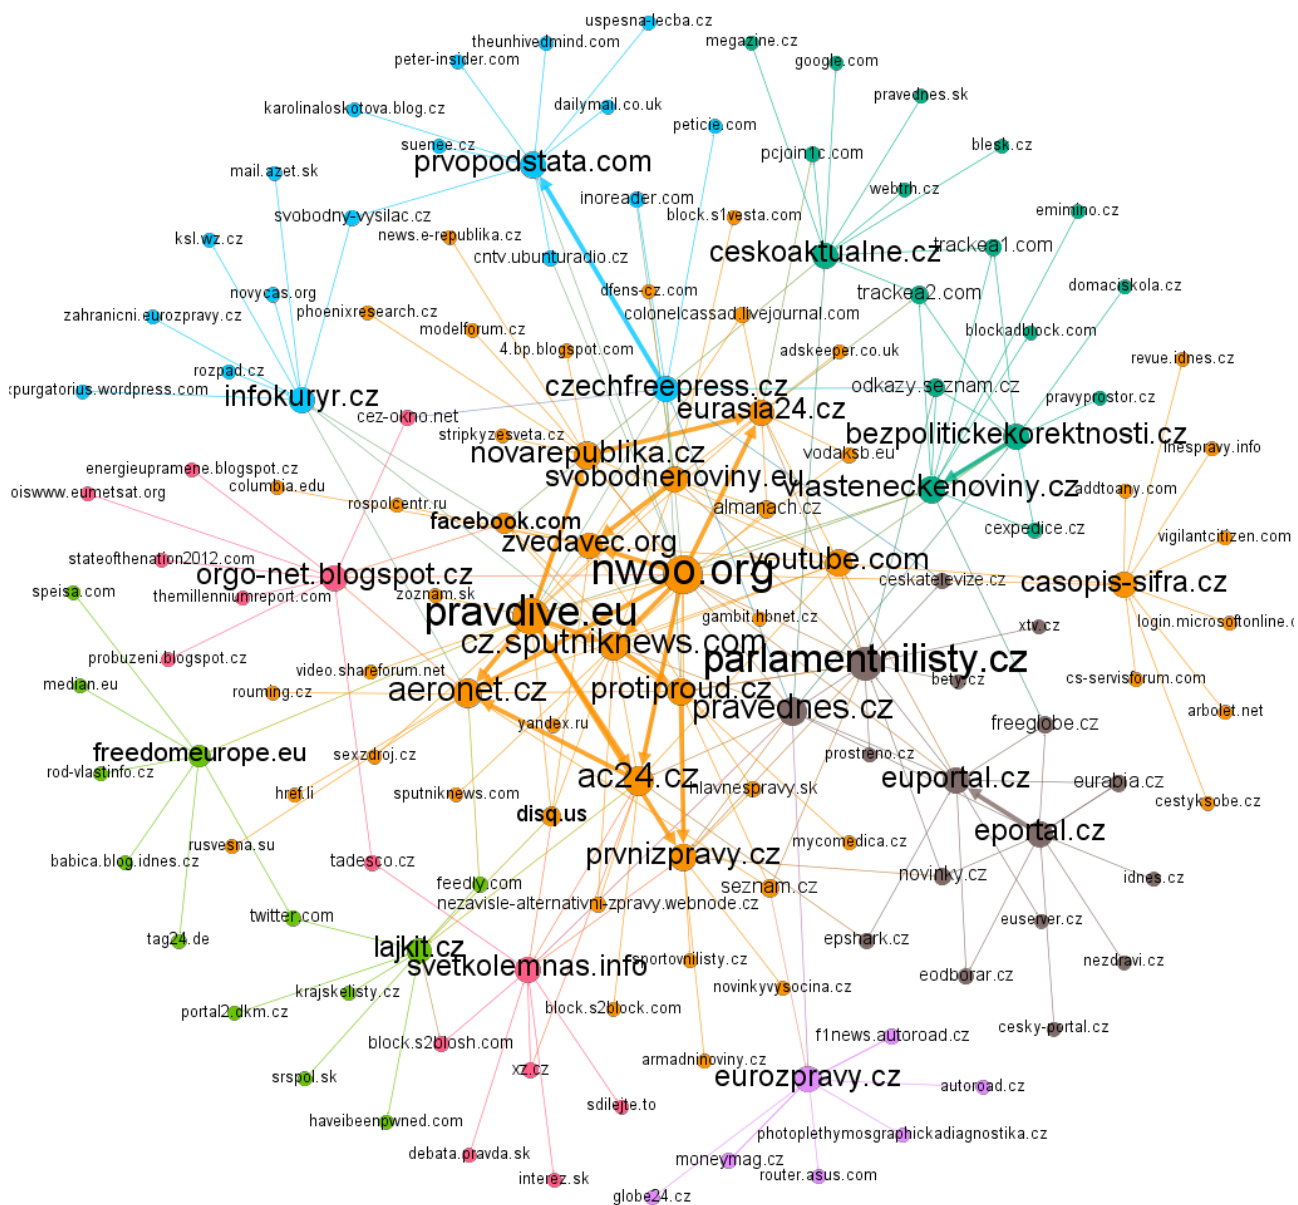 uspesna-lecba.cz
theunhivedmind.com
megazine.cz
peter-insider.com
google.com
pravednes.sk
karolinaloskotova.blog.cz
dailymail.co.uk
peticie.com
suenee.cz
pcjoin1c.com
blesk.cz
prvopodstata.com
mail.azet.sk
webtrh.cz
inoreader.com
svobodny-vysilac.cz
block.s1vesta.com
emimino.cz
news.e-republika.cz
ksl.wz.cz
trackea1.com
ceskoaktualne.cz
cntv.ubunturadio.cz
domaciskola.cz
dfens-cz.com
trackea2.com
novycas.org
phoenixresearch.cz
colonelcassad.livejournal.com
zahranicni.eurozpravy.cz
modelforum.cz
blockadblock.com
4.bp.blogspot.com
adskeeper.co.uk
revue.idnes.cz
rozpad.cz
czechfreepress.cz
odkazy.seznam.cz
kpurgatorius.wordpress.com
infokuryr.cz
pravyprostor.cz
eurasia24.cz
cez-okno.net
stripkyzesveta.cz
bezpolitickekorektnosti.cz
inespravy.info
novarepublika.cz
vodaksb.eu
energieupramene.blogspot.cz
svobodnenoviny.eu
columbia.edu
vlasteneckenoviny.cz
addtoany.com
oiswww.eumetsat.org
rospolcentr.ru
almanach.cz
facebook.com
cexpedice.cz
zvedavec.org
vigilantcitizen.com
stateofthenation2012.com
youtube.com
nwoo.org
orgo-net.blogspot.cz
ceskatelevize.cz
casopis-sifra.cz
speisa.com
zoznam.sk
themillenniumreport.com
pravdive.eu
gambit.hbnet.cz
login.microsoftonline.c
xtv.cz
cz.sputniknews.com
probuzeni.blogspot.cz
parlamentnilisty.cz
video.shareforum.net
median.eu
rouming.cz
aeronet.cz
protiproud.cz
bety.cz
cs-servisforum.com
pravednes.cz
arbolet.net
yandex.ru
freeglobe.cz
freedomeurope.eu
sexzdroj.cz
prostreno.cz
rod-vlastinfo.cz
ac24.cz
euportal.cz
eurabia.cz
href.li
sputniknews.com
hlavnespravy.sk
cestyksobe.cz
disq.us
eportal.cz
rusvesna.su
mycomedica.cz
babica.blog.idnes.cz
tadesco.cz
prvnizpravy.cz
novinky.cz
idnes.cz
feedly.com
seznam.cz
nezavisle-alternativni-zpravy.webnode.cz
twitter.com
euserver.cz
tag24.de
epshark.cz
lajkit.cz
sportovnilisty.cz
nezdravi.cz
svetkolemnas.info
eodborar.cz
novinkyvysocina.cz
krajskelisty.cz
portal2.dkm.cz
block.s2block.com
cesky-portal.cz
f1news.autoroad.cz
block.s2blosh.com
armadninoviny.cz
xz.cz
srspol.sk
eurozpravy.cz
autoroad.cz
sdilejte.to
haveibeenpwned.com
photoplethymosgraphickadiagnostika.cz
debata.pravda.sk
moneymag.cz
interez.sk
router.asus.com
globe24.cz